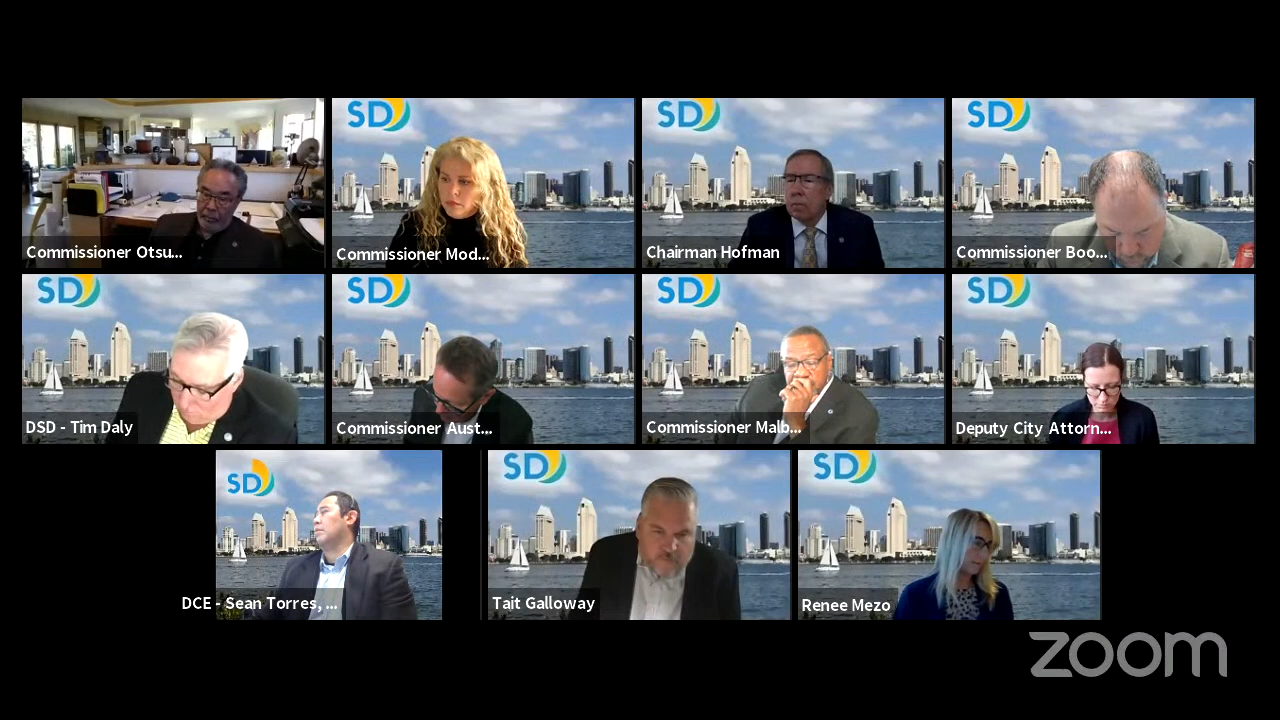 SD
SD
SD
Commissioner Otsu...
Commissioner Mod...
Chairman Hofman
Commissioner Boo...
SD
SD
SD
SD
DSD - Tim Daly
Commissioner Aust...
Commissioner Malb...
Deputy City Attorn...
SD
SD
SD
DCE - Sean Torres, ...
Tait Galloway
Renee Mezo
zoom